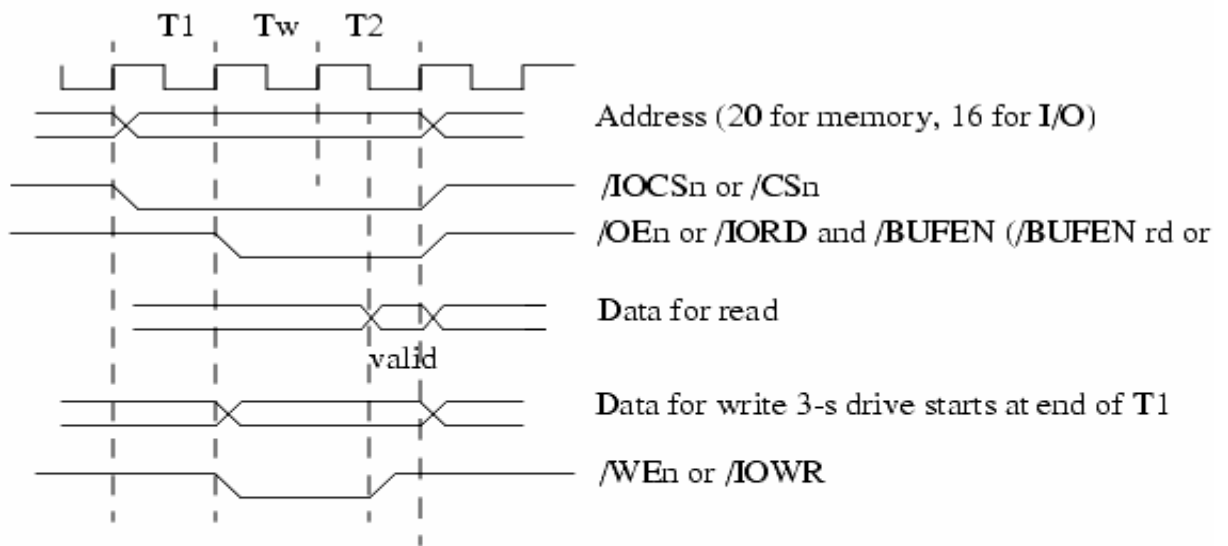 T1 Tw T2
Address (20 for memory, 16 for I/O)
/IOCSn or /CSn
/OEn or /IORD and /BUFEN (/BUFEN rd or
Data for read
valid
Data for write 3-s drive starts at end of T1
/WEn or /IOWR